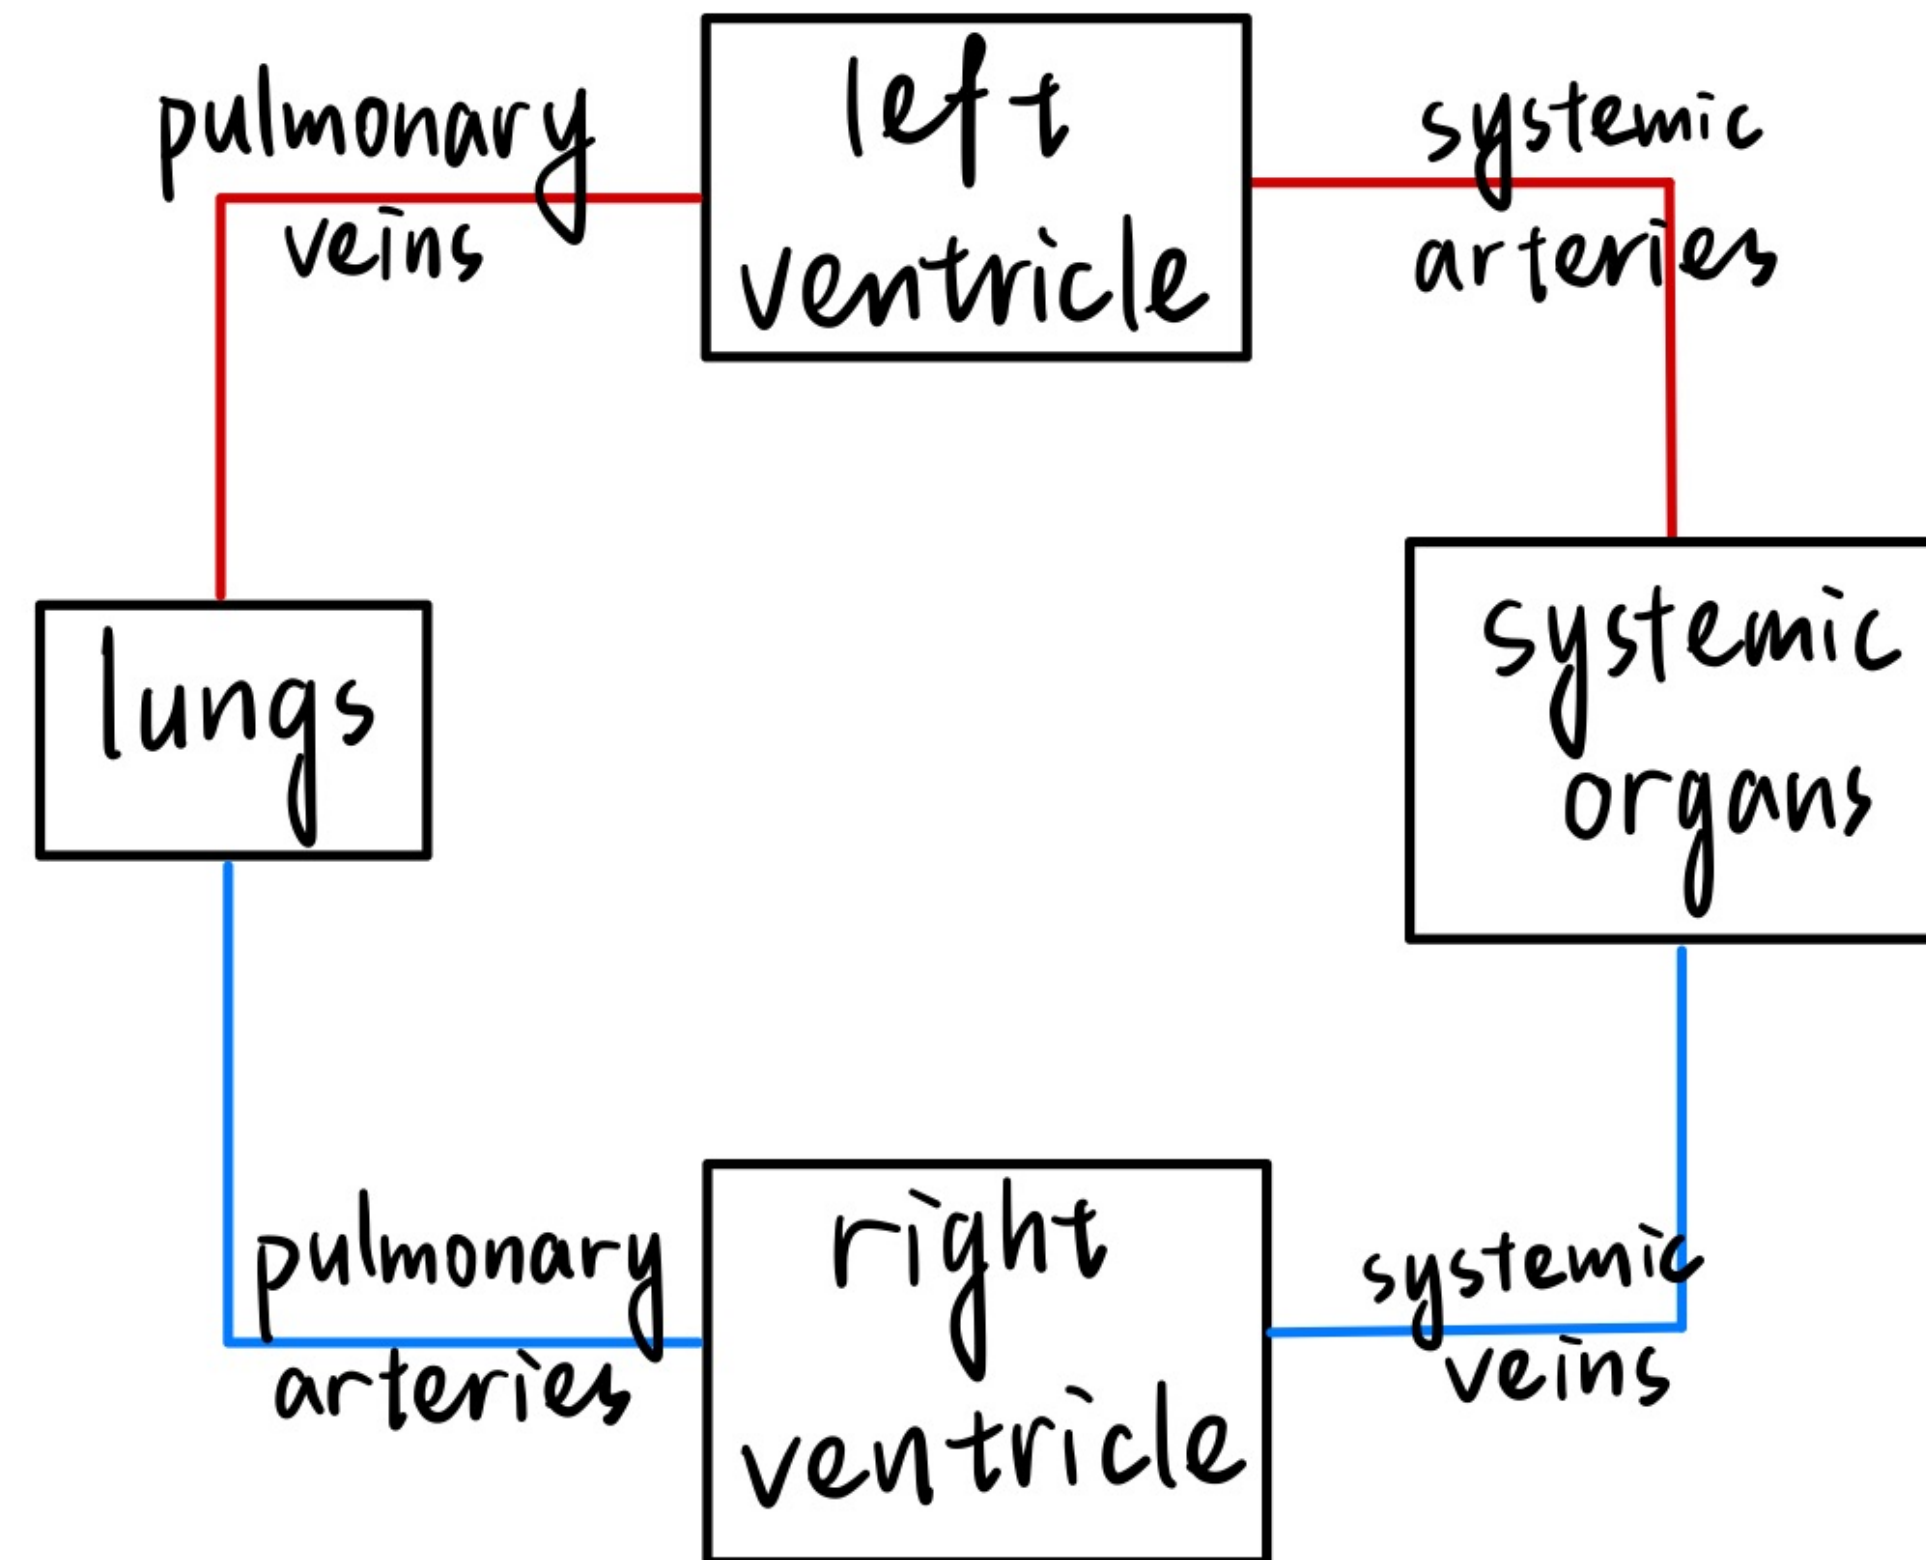 pulmonary
veins
left
ventricle
systemic
arteries
lungs
systemic
organs
pulmonary
arteries
right
ventricle
systemic
veins